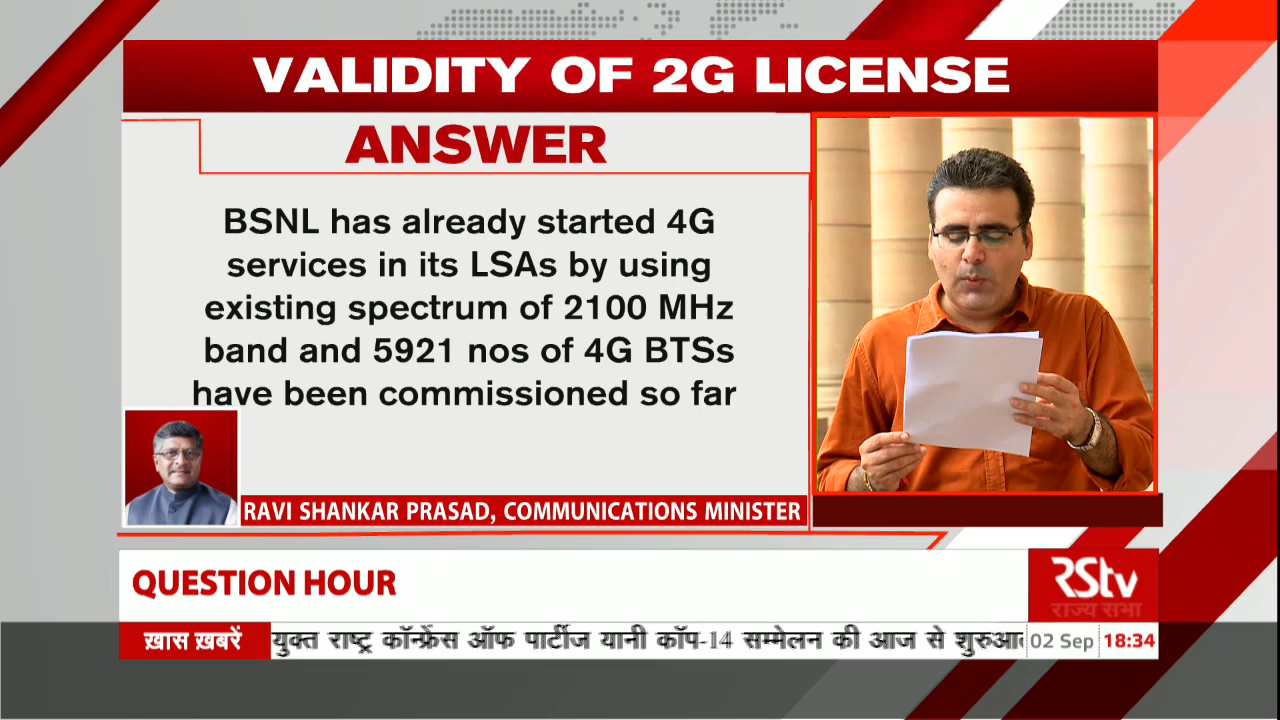 VALIDITY OF 2G LICENSE
ANSWER
BSNL has already started 4G
services in its LSAs by using
existing spectrum of 2100 MHz
band and 5921 nos of 4G BTSs
have been commissioned so far
RAVI SHANKAR PRASAD, COMMUNICATIONS MINISTER
QUESTION HOUR
RSTV
राज्य सभा
ख़ास ख़बरें
युक्त राष्ट्र कॉन्फ्रेंस ऑफ पार्टीज यानी कॉप-14 सम्मेलन की आज से
02 Sep
18:34